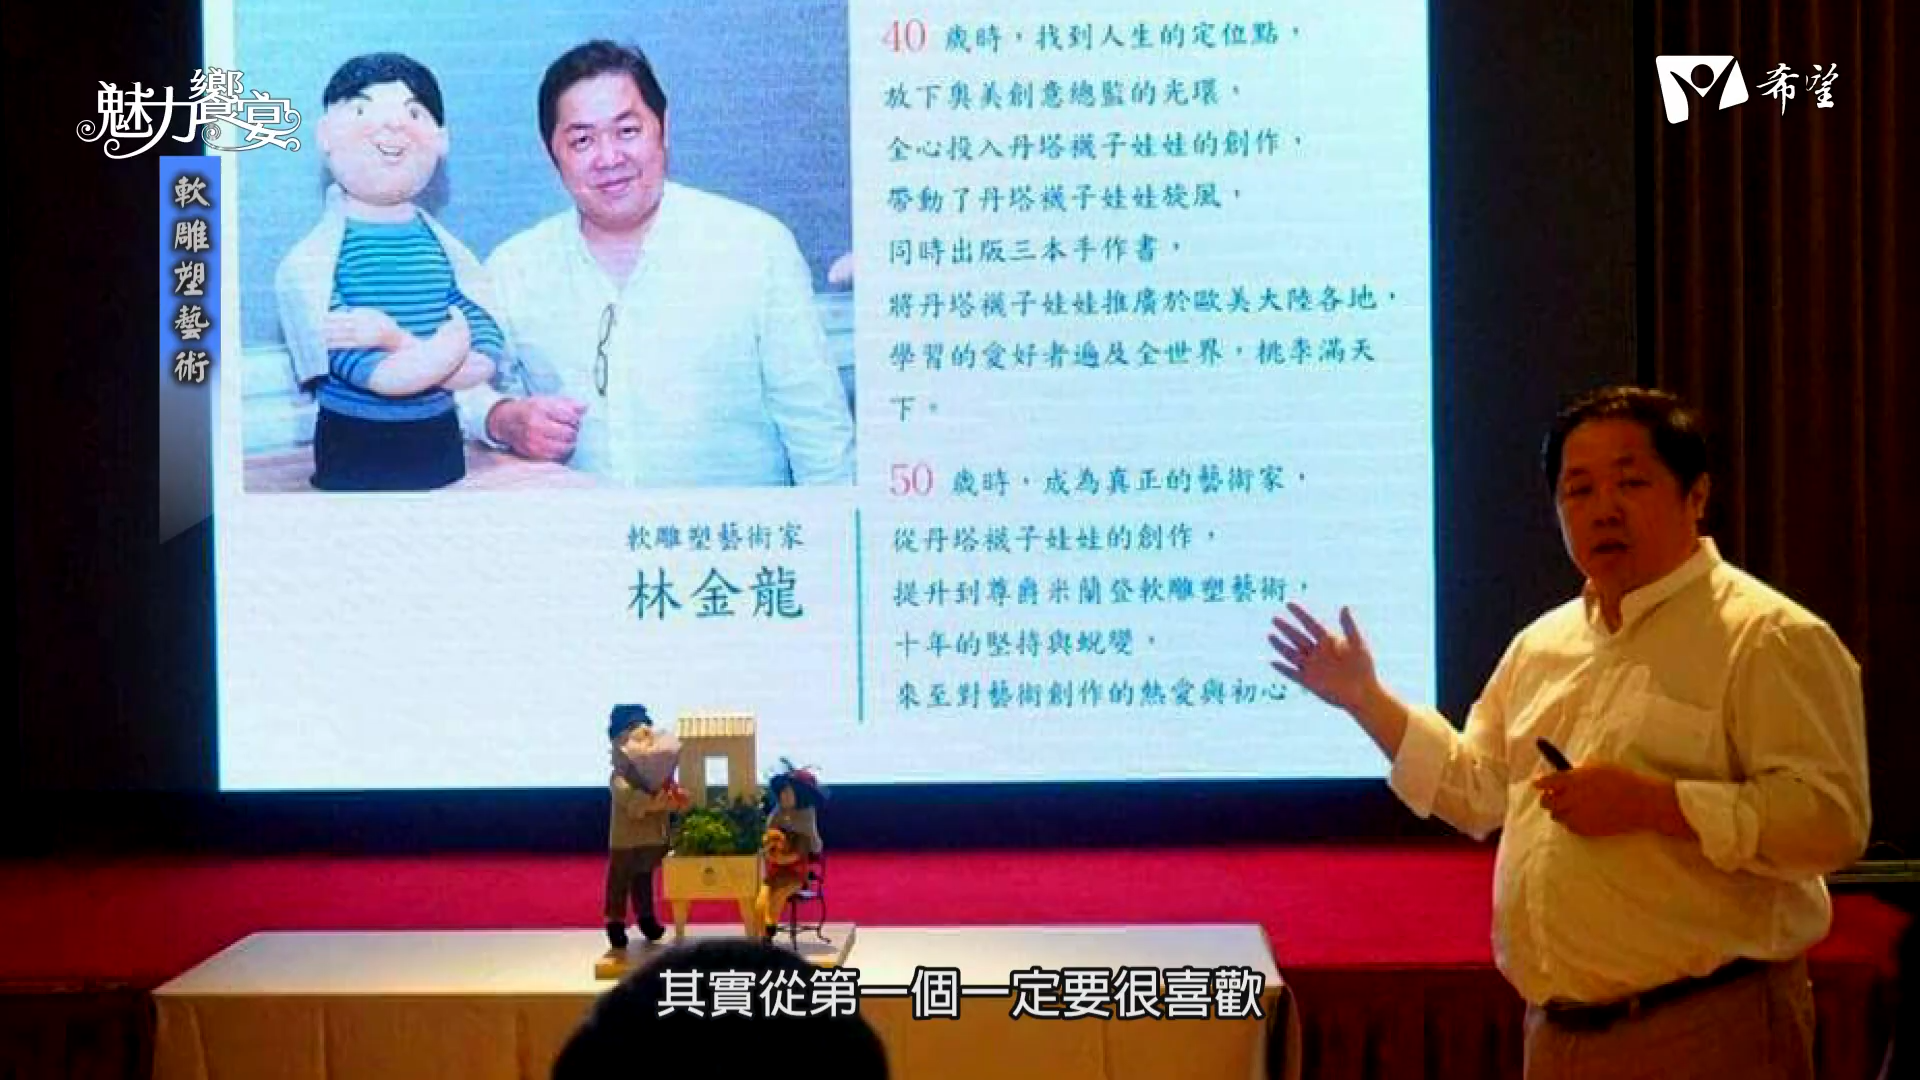 魅力饗宴
軟雕塑藝術
希望
40 歲時，找到人生的定位點，
放下奧美創意總監的光環，
全心投入丹塔襪子娃娃的創作，
帶動了丹塔襪子娃娃旋風，
同時出版三本手作書，
將丹塔襪子娃娃推廣於歐美大陸各地，
學習的愛好者遍及全世界，桃李滿天
下。
50 歲時，成為真正的藝術家，
從丹塔襪子娃娃的創作，
提升到尊爵米蘭登軟雕塑藝術，
十年的堅持與蛻變，
來至對藝術創作的熱愛與初心
軟雕塑藝術家
林金龍
其實從第一個一定要很喜歡